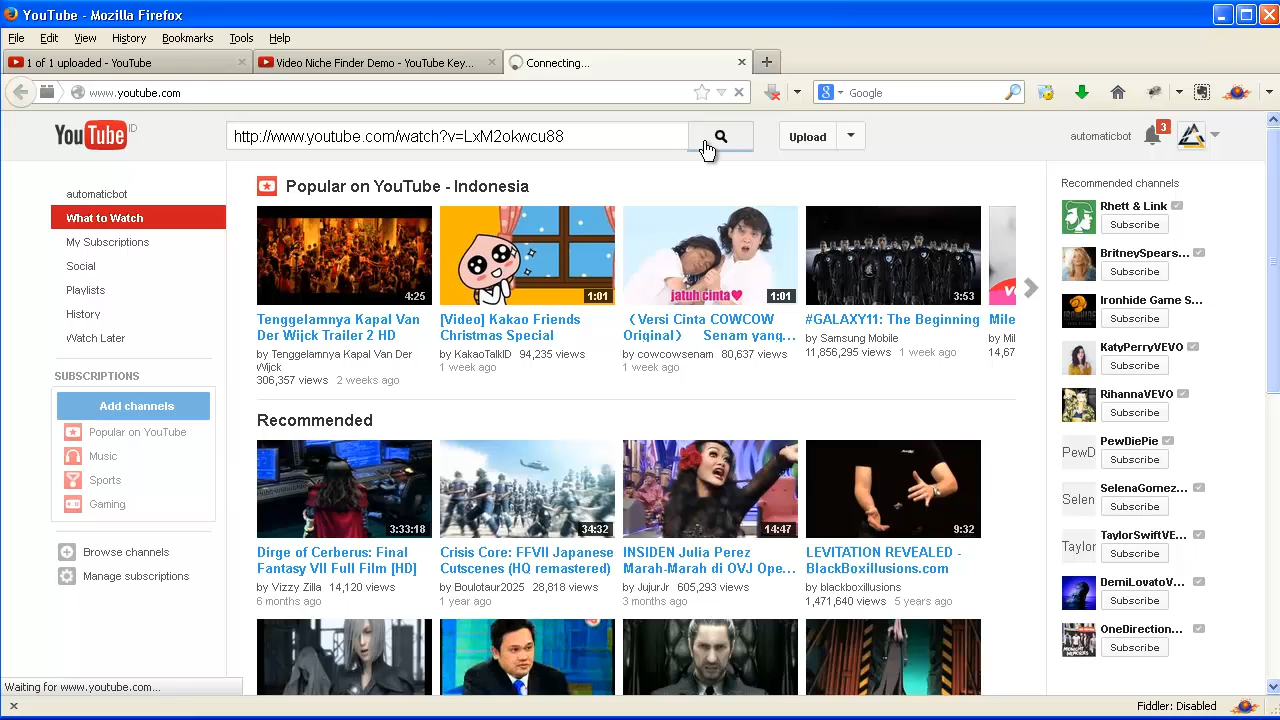 YouTube - Mozilla Firefox
File Edit View History Bookmarks Tools Help
1 of 1 uploaded - YouTube
Video Niche Finder Demo - YouTube key...
Connecting...
www.youtube.com
Google
YouTube ID
http://www.youtube.com/watch?v=LxM2okwcu88
Upload
automaticbot
3
automaticbot
What to Watch
My Subscriptions
Social
Playlists
History
Watch Later
SUBSCRIPTIONS
Add channels
Popular on YouTube
Music
Sports
Gaming
Browse channels
Manage subscriptions
Popular on YouTube - Indonesia
4:25
Tenggelamnya Kapal Van
Der Wijck Trailer 2 HD
by Tenggelamnya Kapal Van Der
Wijck
306,357 views 2 weeks ago
1:01
[Video] Kakao Friends
Christmas Special
by KakaoTalkID 94,235 views
1 week ago
jatuh cinta
1:01
（Versi Cinta COWCOW
Original） Senam yang...
by cowcowsenam 80,637 views
1 week ago
3:53
#GALAXY11: The Beginning
by Samsung Mobile
11,856,295 views 1 week ago
Mile
by Mil
14,67
Recommended
3:33:18
Dirge of Cerberus: Final
Fantasy VII Full Film [HD]
by Vizzy Zilla 14,120 views
6 months ago
34:32
Crisis Core: FFVII Japanese
Cutscenes (HQ remastered)
by Boulotaur2025 28,818 views
1 year ago
14:47
INSIDEN Julia Perez
Marah-Marah di OVJ Ope...
by JujurJr 605,293 views
3 months ago
9:32
LEVITATION REVEALED -
BlackBoxillusions.com
by blackboxillusions
1,471,640 views 5 years ago
Recommended channels
Rhett & Link
Subscribe
BritneySpears...
Subscribe
Ironhide Game S...
Subscribe
KatyPerryVEVO
Subscribe
RihannaVEVO
Subscribe
PewD
PewDiePie
Subscribe
Selen
SelenaGomez...
Subscribe
Taylor
TaylorSwiftVE...
Subscribe
DemiLovatoV...
Subscribe
OneDirection...
Subscribe
Waiting for www.youtube.com...
Fiddler: Disabled